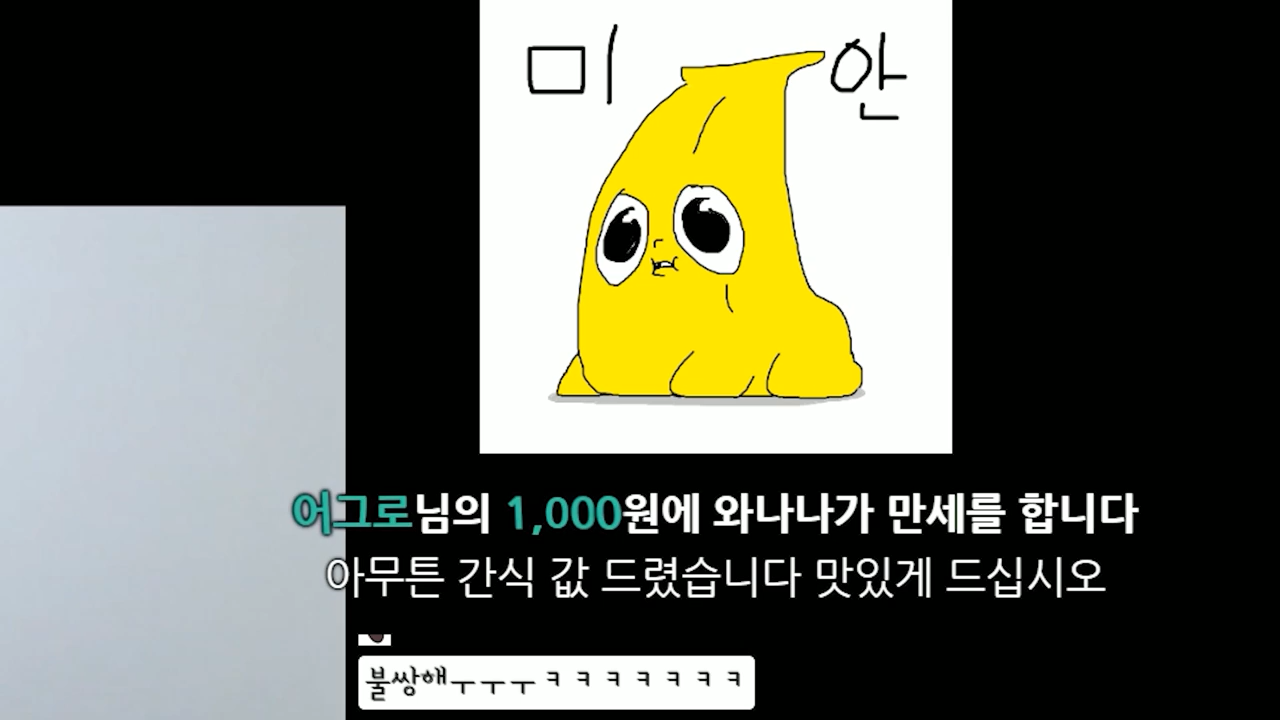 미 안
어그로님의 1,000원에 와나나가 만세를 합니다
아무튼 간식 값 드렸습니다 맛있게 드십시오
불쌍해ㅜㅜㅜㅋㅋㅋㅋㅋㅋㅋ